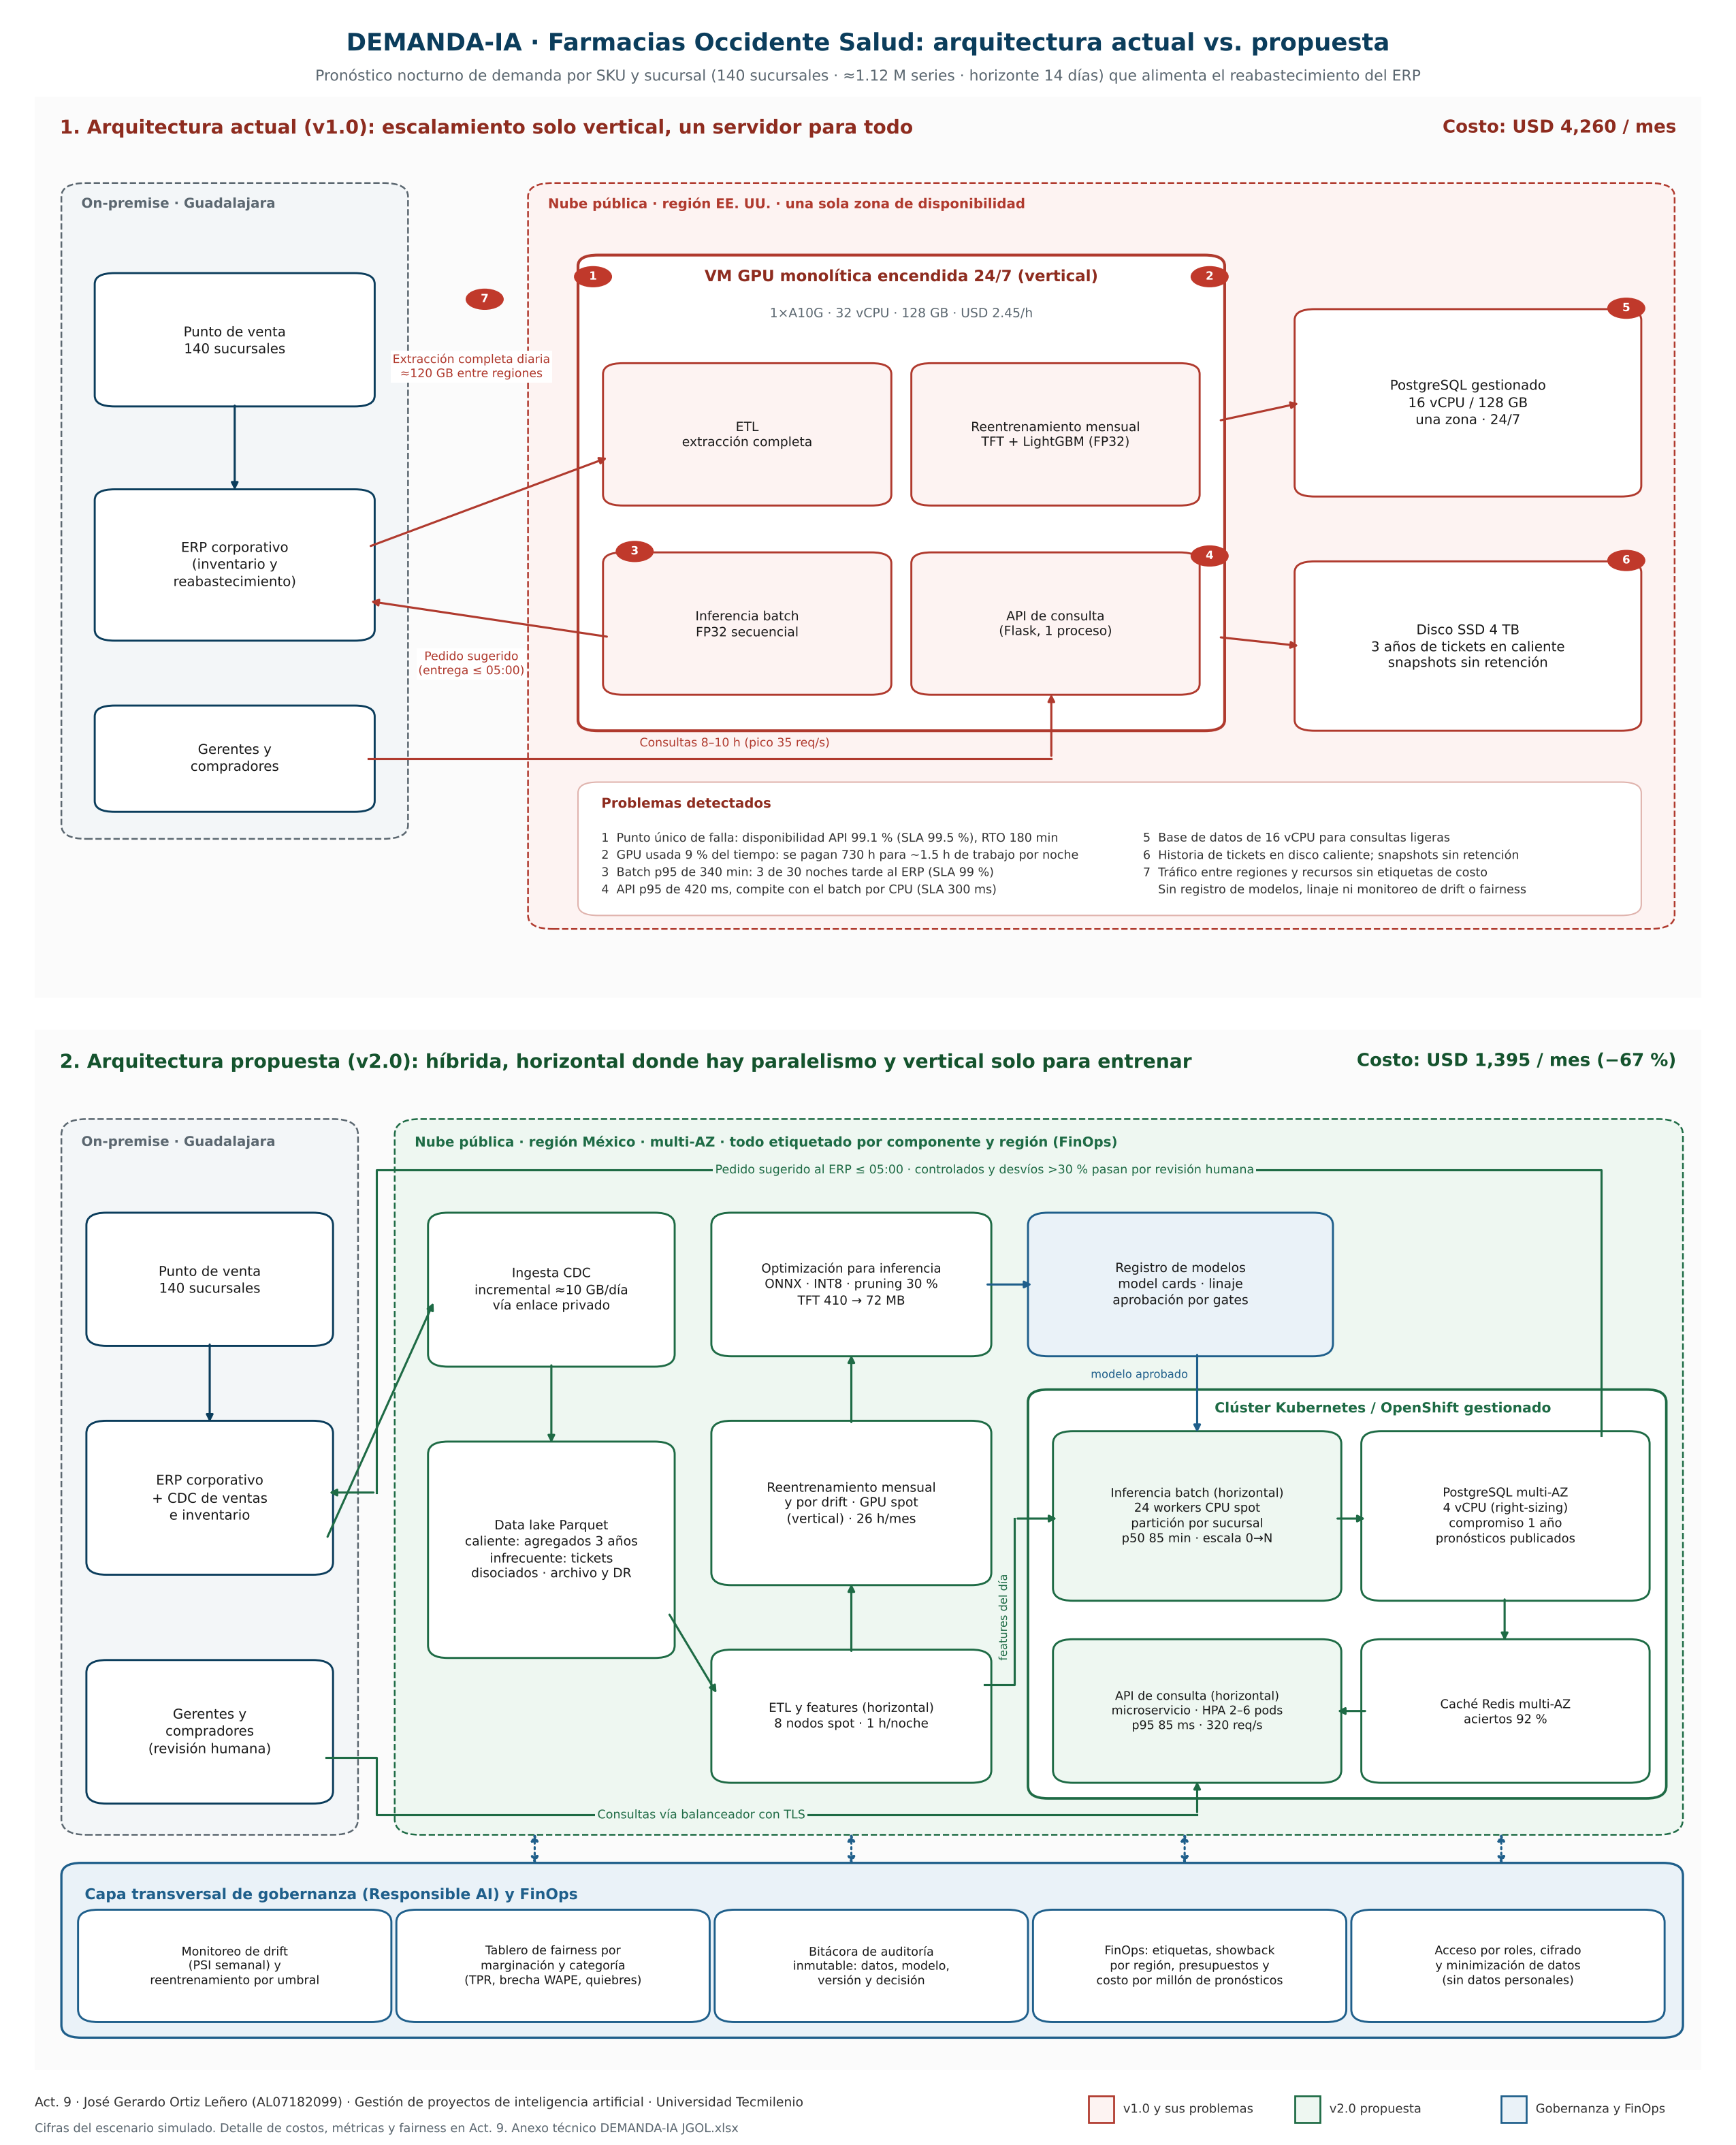 DEMANDA-IA · Farmacias Occidente Salud: arquitectura actual vs. propuesta
Pronóstico nocturno de demanda por SKU y sucursal (140 sucursales · ≈1.12 M series · horizonte 14 días) que alimenta el reabastecimiento del ERP
1. Arquitectura actual (v1.0): escalamiento solo vertical, un servidor para todo
Costo: USD 4,260 / mes
On-premise · Guadalajara
Punto de venta
140 sucursales
ERP corporativo
(inventario y
reabastecimiento)
Gerentes y
compradores
7
Extracción completa diaria
≈120 GB entre regiones
Pedido sugerido
(entrega ≤ 05:00)
Nube pública · región EE. UU. · una sola zona de disponibilidad
1
VM GPU monolítica encendida 24/7 (vertical)
2
1×A10G · 32 vCPU · 128 GB · USD 2.45/h
ETL
extracción completa
Reentrenamiento mensual
TFT + LightGBM (FP32)
3
Inferencia batch
FP32 secuencial
4
API de consulta
(Flask, 1 proceso)
5
PostgreSQL gestionado
16 vCPU / 128 GB
una zona · 24/7
6
Disco SSD 4 TB
3 años de tickets en caliente
snapshots sin retención
Consultas 8–10 h (pico 35 req/s)
Problemas detectados
1 Punto único de falla: disponibilidad API 99.1 % (SLA 99.5 %), RTO 180 min
2 GPU usada 9 % del tiempo: se pagan 730 h para ~1.5 h de trabajo por noche
3 Batch p95 de 340 min: 3 de 30 noches tarde al ERP (SLA 99 %)
4 API p95 de 420 ms, compite con el batch por CPU (SLA 300 ms)
5 Base de datos de 16 vCPU para consultas ligeras
6 Historia de tickets en disco caliente; snapshots sin retención
7 Tráfico entre regiones y recursos sin etiquetas de costo
Sin registro de modelos, linaje ni monitoreo de drift o fairness
2. Arquitectura propuesta (v2.0): híbrida, horizontal donde hay paralelismo y vertical solo para entrenar
Costo: USD 1,395 / mes (−67 %)
On-premise · Guadalajara
Punto de venta
140 sucursales
ERP corporativo
+ CDC de ventas
e inventario
Gerentes y
compradores
(revisión humana)
Nube pública · región México · multi-AZ · todo etiquetado por componente y región (FinOps)
Pedido sugerido al ERP ≤ 05:00 · controlados y desvíos >30 % pasan por revisión humana
Ingesta CDC
incremental ≈10 GB/día
vía enlace privado
Optimización para inferencia
ONNX · INT8 · pruning 30 %
TFT 410 → 72 MB
Registro de modelos
model cards · linaje
aprobación por gates
modelo aprobado
Data lake Parquet
caliente: agregados 3 años
infrecuente: tickets
disociados · archivo y DR
Reentrenamiento mensual
y por drift · GPU spot
(vertical) · 26 h/mes
ETL y features (horizontal)
8 nodos spot · 1 h/noche
features del día
Clúster Kubernetes / OpenShift gestionado
Inferencia batch (horizontal)
24 workers CPU spot
partición por sucursal
p50 85 min · escala 0→N
PostgreSQL multi-AZ
4 vCPU (right-sizing)
compromiso 1 año
pronósticos publicados
API de consulta (horizontal)
microservicio · HPA 2–6 pods
p95 85 ms · 320 req/s
Caché Redis multi-AZ
aciertos 92 %
Consultas vía balanceador con TLS
Capa transversal de gobernanza (Responsible AI) y FinOps
Monitoreo de drift
(PSI semanal) y
reentrenamiento por umbral
Tablero de fairness por
marginación y categoría
(TPR, brecha WAPE, quiebres)
Bitácora de auditoría
inmutable: datos, modelo,
versión y decisión
FinOps: etiquetas, showback
por región, presupuestos y
costo por millón de pronósticos
Acceso por roles, cifrado
y minimización de datos
(sin datos personales)
Act. 9 · José Gerardo Ortiz Leñero (AL07182099) · Gestión de proyectos de inteligencia artificial · Universidad Tecmilenio
Cifras del escenario simulado. Detalle de costos, métricas y fairness en Act. 9. Anexo técnico DEMANDA-IA JGOL.xlsx
v1.0 y sus problemas
v2.0 propuesta
Gobernanza y FinOps